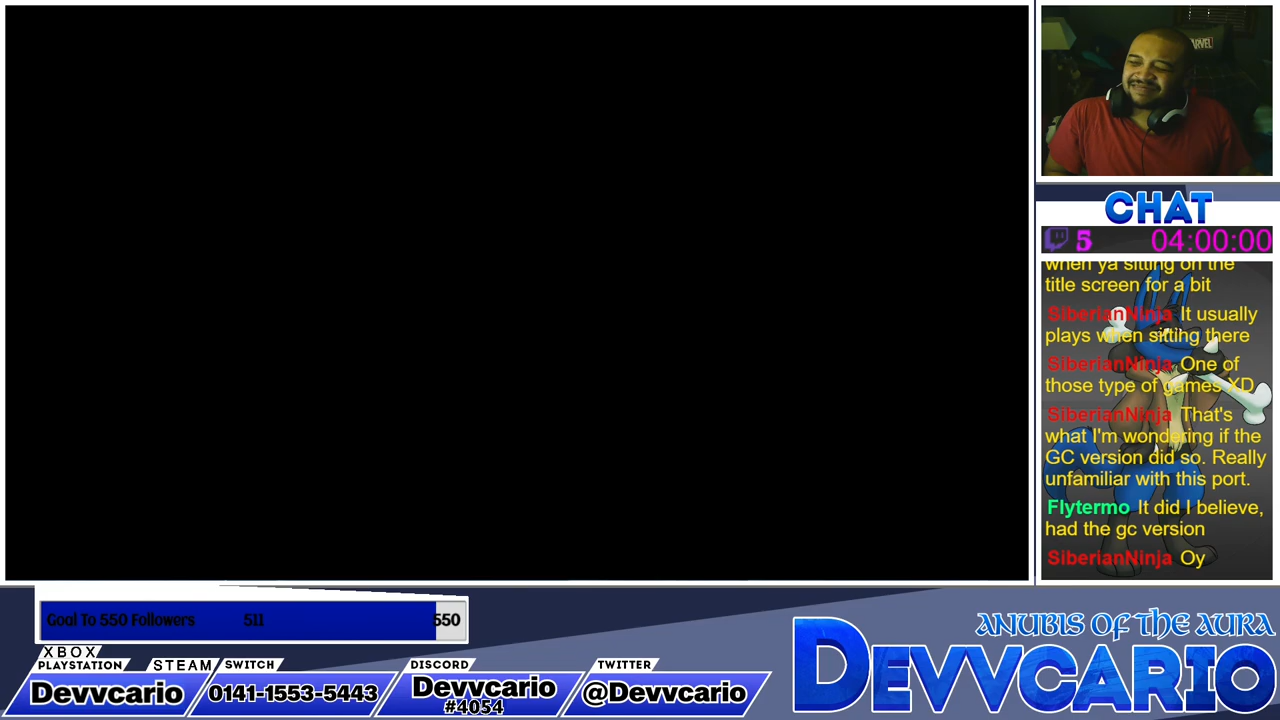 MARVEL
CHAT
5 04:00:00
when ya sitting on the
title screen for a bit
SiberianNinja It usually
plays when sitting there
SiberianNinja One of
those type of games XD
SiberianNinja That's
what I'm wondering if the
GC version did so. Really
unfamiliar with this port.
Flytermo It did I believe,
had the gc version
SiberianNinja Oy
Goal To 550 Followers 511 550
XBOX
PLAYSTATION STEAM SWITCH DISCORD TWITTER
Devvcario 0141-1553-5443 Devvcario @Devvcario
#4054
ANUBIS OF THE AURA
DEVVCARIO